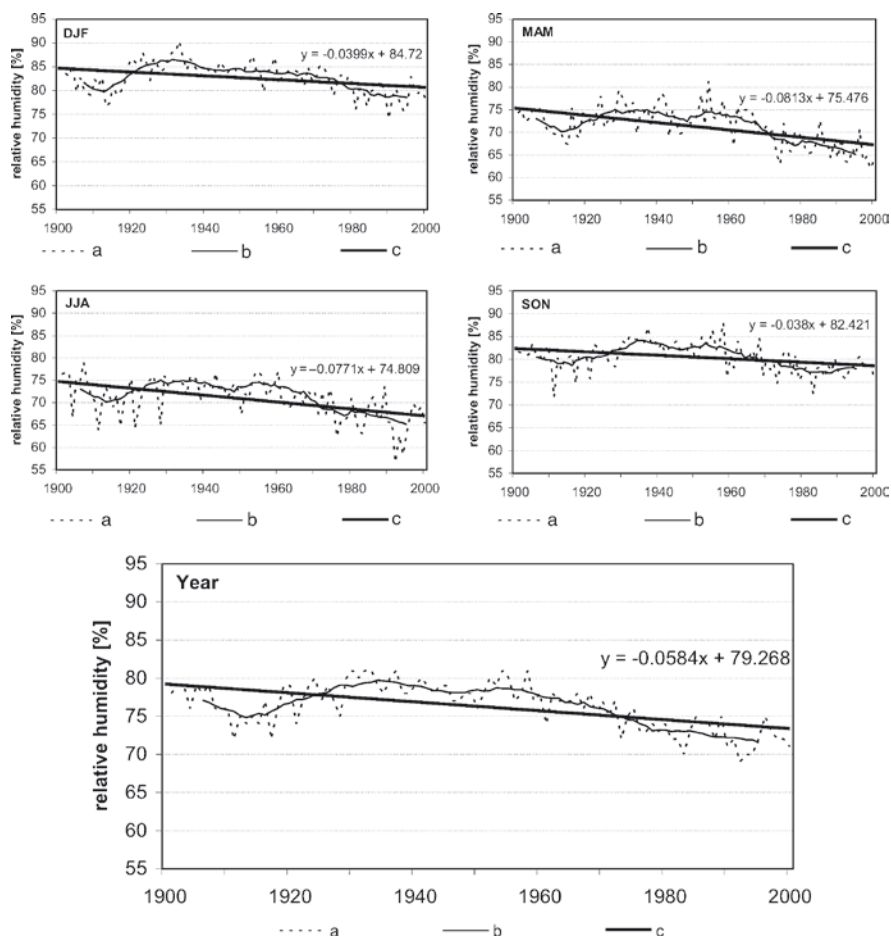 DJF
relative humidity [%]
95
90
85
80
75
70
65
60
55
y = -0.0399x + 84.72
1900 1920 1940 1960 1980 2000
a b c
MAM
relative humidity [%]
95
90
85
80
75
70
65
60
55
y = -0.0813x + 75.476
1900 1920 1940 1960 1980 2000
a b c
JJA
relative humidity [%]
95
90
85
80
75
70
65
60
55
y = –0.0771x + 74.809
1900 1920 1940 1960 1980 2000
a b c
SON
relative humidity [%]
95
90
85
80
75
70
65
60
55
y = -0.038x + 82.421
1900 1920 1940 1960 1980 2000
a b c
Year
relative humidity [%]
95
90
85
80
75
70
65
60
55
y = -0.0584x + 79.268
1900 1920 1940 1960 1980 2000
a b c